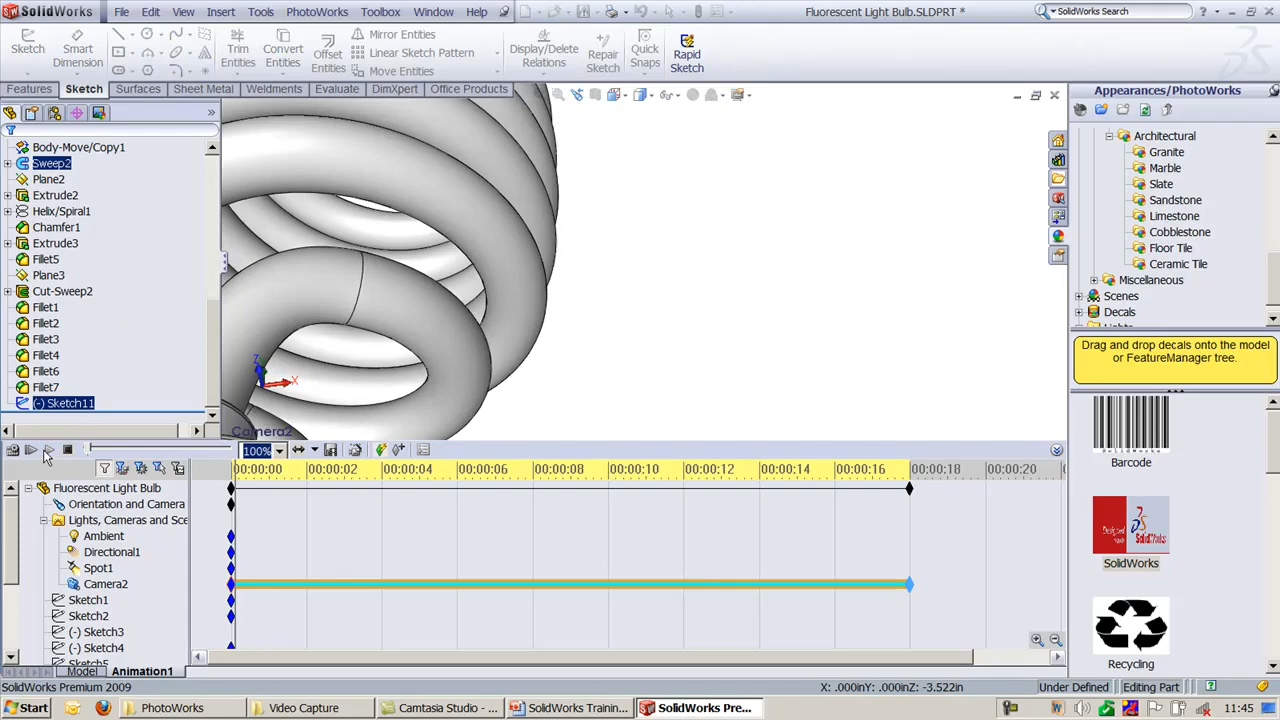 SolidWorks File Edit View Insert Tools PhotoWorks Toolbox Window Help Fluorescent Light Bulb.SLDPRT * SolidWorks Search
Sketch Smart Dimension Trim Entities Convert Entities Offset Entities Mirror Entities Linear Sketch Pattern Move Entities Display/Delete Relations Repair Sketch Quick Snaps Rapid Sketch
Features Sketch Surfaces Sheet Metal Weldments Evaluate DimXpert Office Products
Appearances/PhotoWorks
Body-Move/Copy1
Sweep2
Plane2
Extrude2
Helix/Spiral1
Chamfer1
Extrude3
Fillet5
Plane3
Cut-Sweep2
Fillet1
Fillet2
Fillet3
Fillet4
Fillet6
Fillet7
(-) Sketch11
Z
X
Camera2
Architectural
Granite
Marble
Slate
Sandstone
Limestone
Cobblestone
Floor Tile
Ceramic Tile
Miscellaneous
Scenes
Decals
Drag and drop decals onto the model
or FeatureManager tree.
Barcode
SolidWorks
SolidWorks
Recycling
100%
00:00:00 00:00:02 00:00:04 00:00:06 00:00:08 00:00:10 00:00:12 00:00:14 00:00:16 00:00:18 00:00:20
Fluorescent Light Bulb
Orientation and Camera
Lights, Cameras and Sce
Ambient
Directional1
Spot1
Camera2
Sketch1
Sketch2
(-) Sketch3
(-) Sketch4
Sketch5
Model Animation1
SolidWorks Premium 2009 X: .000inY: .000inZ: -3.522in Under Defined Editing Part
Start PhotoWorks Video Capture Camtasia Studio - ... SolidWorks Trainin... SolidWorks Pre... 11:45